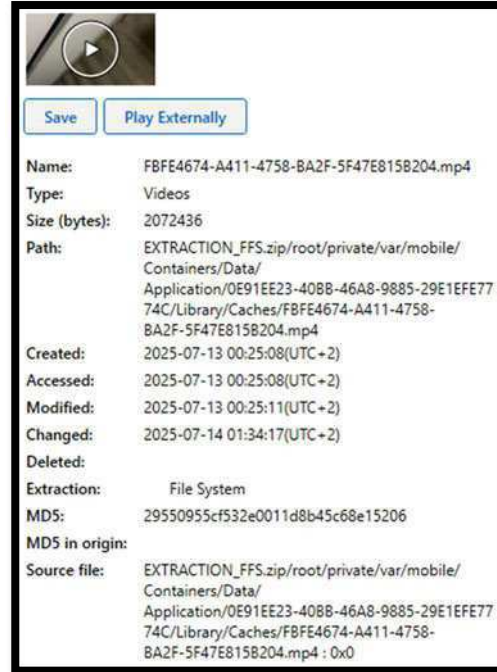 Save Play Externally
Name: FBFE4674-A411-4758-BA2F-5F47E815B204.mp4
Type: Videos
Size (bytes): 2072436
Path: EXTRACTION_FFS.zip/root/private/var/mobile/
Containers/Data/
Application/0E91EE23-40BB-46A8-9885-29E1EFE77
74C/Library/Caches/FBFE4674-A411-4758-
BA2F-5F47E815B204.mp4
Created: 2025-07-13 00:25:08(UTC+2)
Accessed: 2025-07-13 00:25:08(UTC+2)
Modified: 2025-07-13 00:25:11(UTC+2)
Changed: 2025-07-14 01:34:17(UTC+2)
Deleted:
Extraction: File System
MD5: 29550955cf532e0011d8b45c68e15206
MD5 in origin:
Source file: EXTRACTION_FFS.zip/root/private/var/mobile/
Containers/Data/
Application/0E91EE23-40BB-46A8-9885-29E1EFE77
74C/Library/Caches/FBFE4674-A411-4758-
BA2F-5F47E815B204.mp4 : 0x0